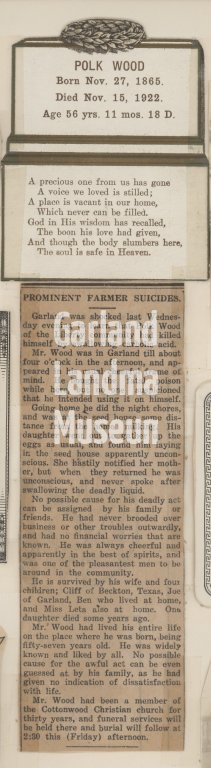 POLK WOOD
Born Nov. 27, 1865.
Died Nov. 15, 1922.
Age 56 yrs. 11 mos. 18 D.
A precious one from us has gone
A voice we loved is stilled;
A place is vacant in our home,
Which never can be filled.
God in His wisdom has recalled,
The boon his love had given,
And though the body slumbers here,
The soul is safe in Heaven.
PROMINENT FARMER SUICIDES.
Garland was shocked last Wednes-
day eve Wood
of the killed
himself acid.
Mr. Wood was in Garland till about
four o'clock in the afternoon, and ap-
peared of
mind.
while h
that he intended using it on himself.
Going home he did the night chores,
and wa some dis-
tance His
daughter the
eggs a
in the seed house apparently uncon-
scious. She hastily notified her moth-
er, but when they returned he was
unconscious, and never spoke after
swallowing the deadly liquid.
No possible cause for his deadly act
can be assigned by his family or
friends. He had never brooded over
business or other troubles outwardly,
and had no financial worries that are
known. He was always cheerful and
apparently in the best of spirits, and
was one of the pleasantest men to be
around in the community.
He is survived by his wife and four
children; Cliff of Beckton, Texas, Joe
of Garland, Ben who lived at home,
and Miss Leta also at home. One
daughter died some years ago.
Mr. Wood had lived his entire life
on the place where he was born, being
fifty-seven years old. He was widely
known and liked by all. No possible
cause for the awful act can be even
guessed at by his family, as he had
given no indication of dissatisfaction
with life.
Mr. Wood had been a member of
the Cottonwood Christian church for
thirty years, and funeral services will
be held there and burial will follow at
2:30 this (Friday) afternoon.
Garland
Landma
Museun